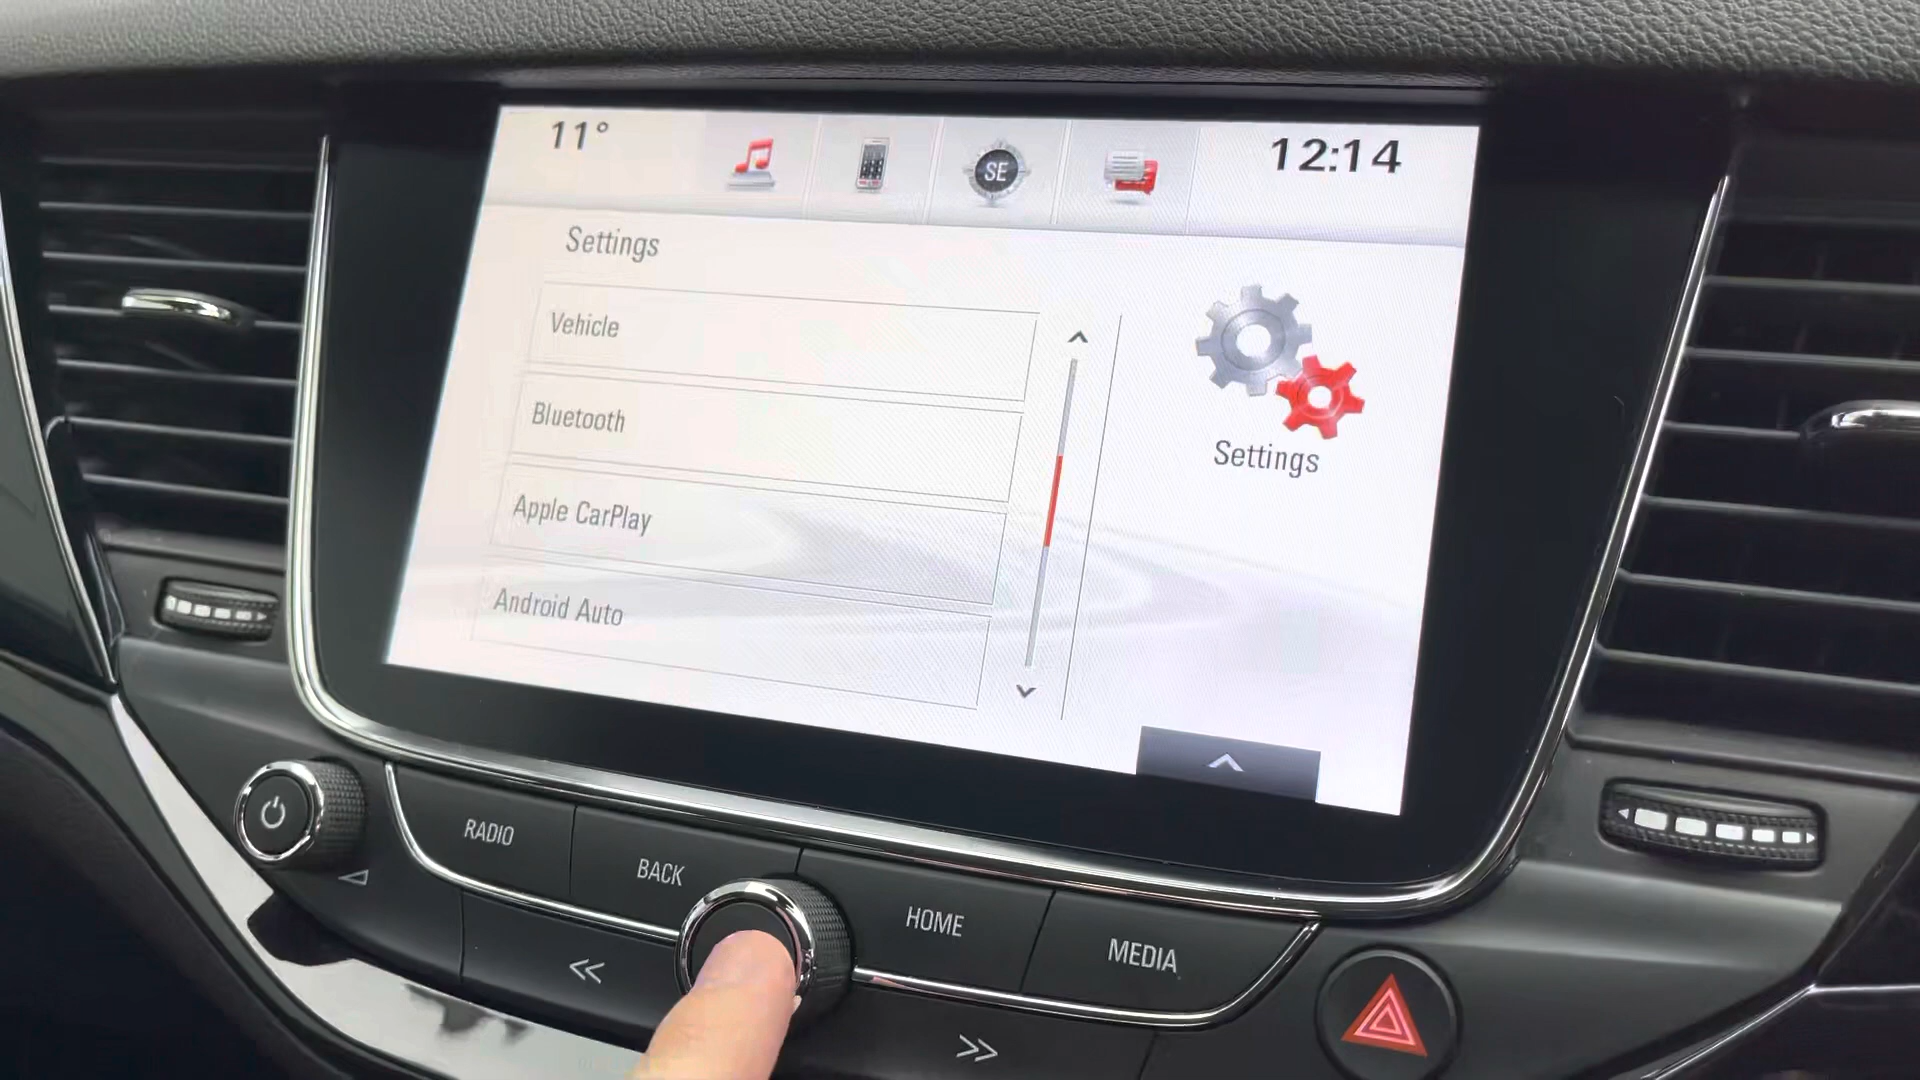 11°
SE
12:14
Settings
Vehicle
Bluetooth
Apple CarPlay
Android Auto
Settings
RADIO
BACK
HOME
MEDIA